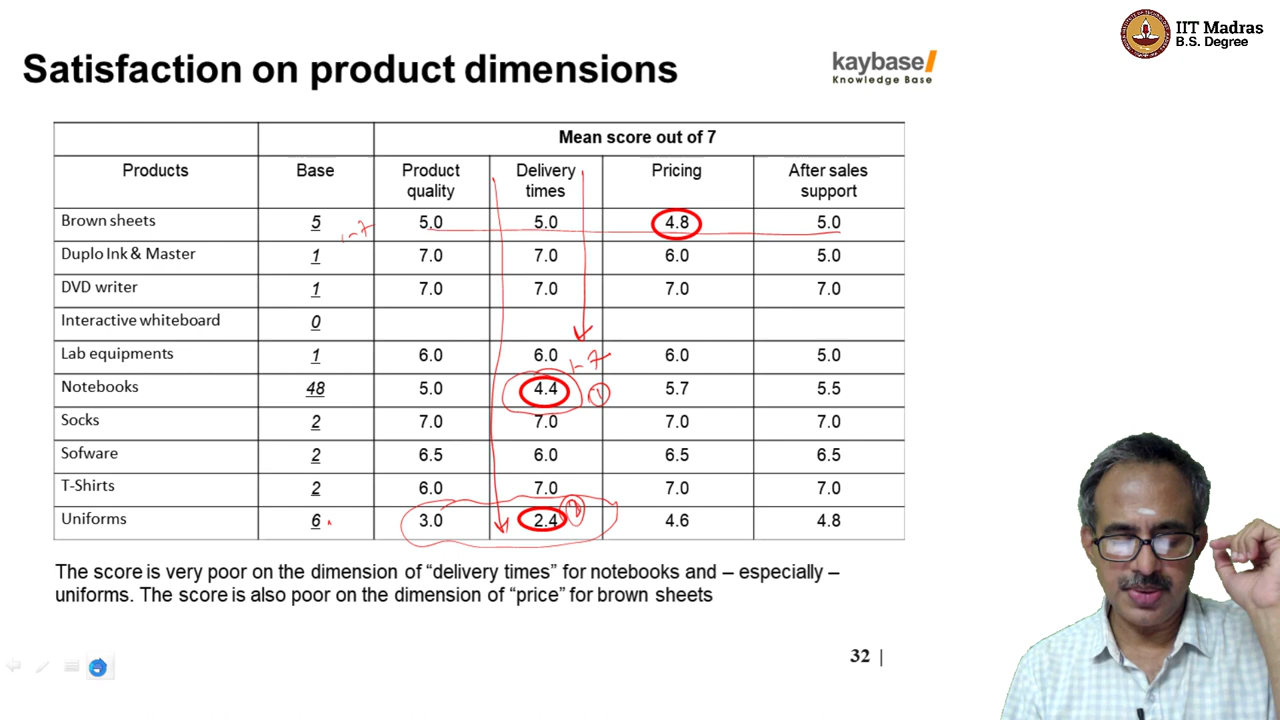 IIT Madras
B.S. Degree
Satisfaction on product dimensions
kaybase
Knowledge Base
Mean score out of 7
Products Base Product quality Delivery times Pricing After sales support
Brown sheets 5 5.0 5.0 4.8 5.0
1-7
Duplo Ink & Master 1 7.0 7.0 6.0 5.0
DVD writer 1 7.0 7.0 7.0 7.0
Interactive whiteboard 0
Lab equipments 1 6.0 6.0 6.0 5.0
1-7
Notebooks 48 5.0 4.4 5.7 5.5
Socks 2 7.0 7.0 7.0 7.0
Sofware 2 6.5 6.0 6.5 6.5
T-Shirts 2 6.0 7.0 7.0 7.0
Uniforms 6 3.0 2.4 4.6 4.8
The score is very poor on the dimension of “delivery times” for notebooks and – especially –
uniforms. The score is also poor on the dimension of “price” for brown sheets
32 |